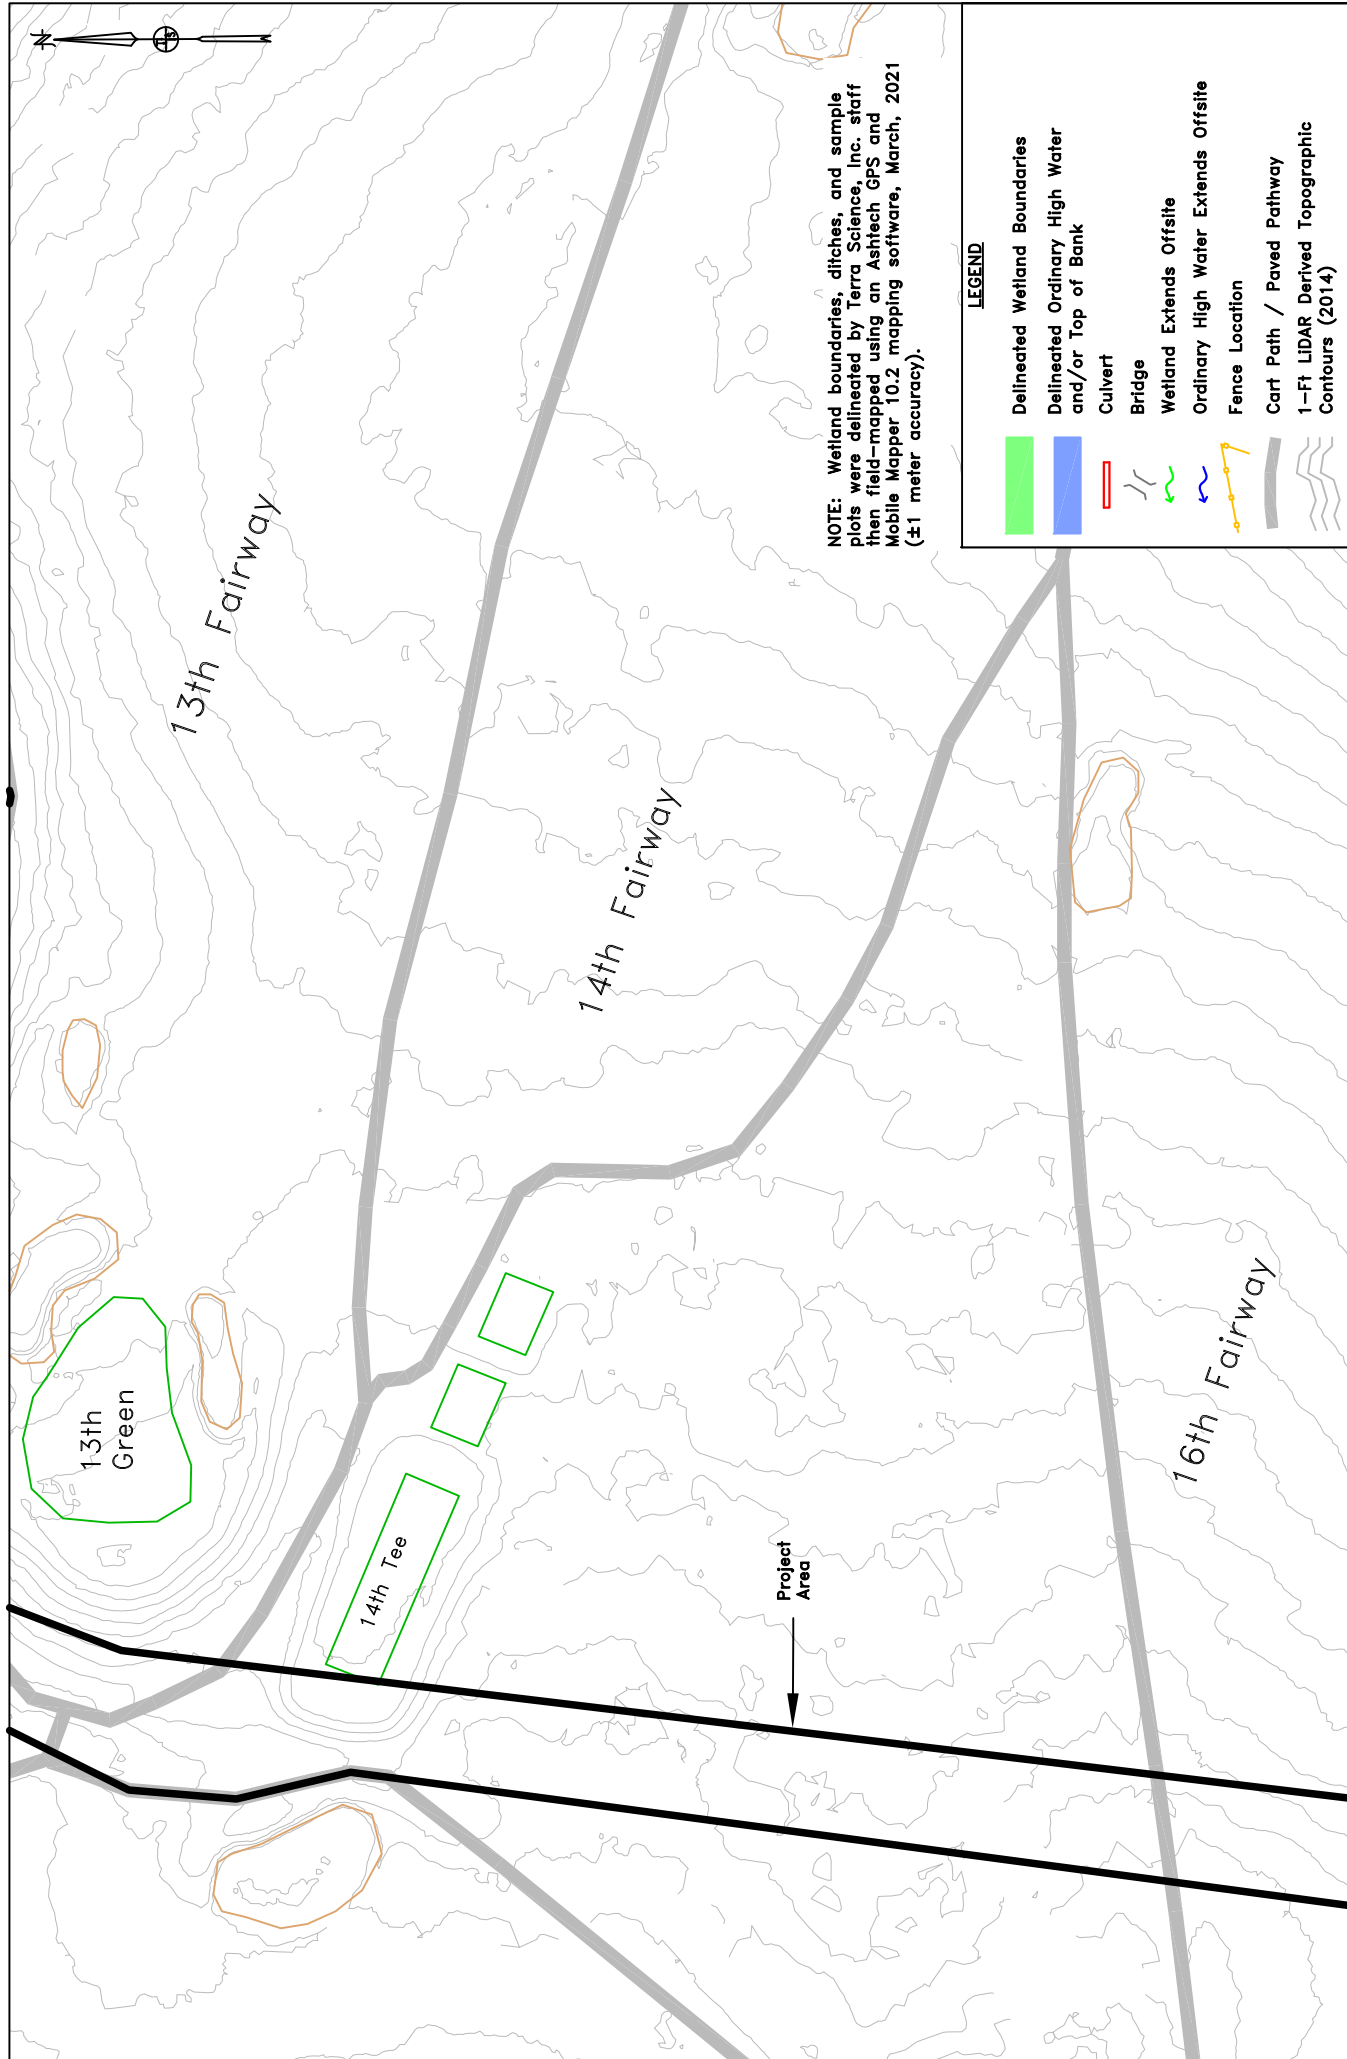 N
13th Fairway
13th
Green
14th Fairway
14th Tee
Project
Area
16th Fairway
NOTE: Wetland boundaries, ditches, and sample
plots were delineated by Terra Science, Inc. staff
then field-mapped using an Ashtech GPS and
Mobile Mapper 10.2 mapping software, March, 2021
(±1 meter accuracy).
LEGEND
Delineated Wetland Boundaries
Delineated Ordinary High Water
and/or Top of Bank
Culvert
Bridge
Wetland Extends Offsite
Ordinary High Water Extends Offsite
Fence Location
Cart Path / Paved Pathway
1-Ft LiDAR Derived Topographic
Contours (2014)